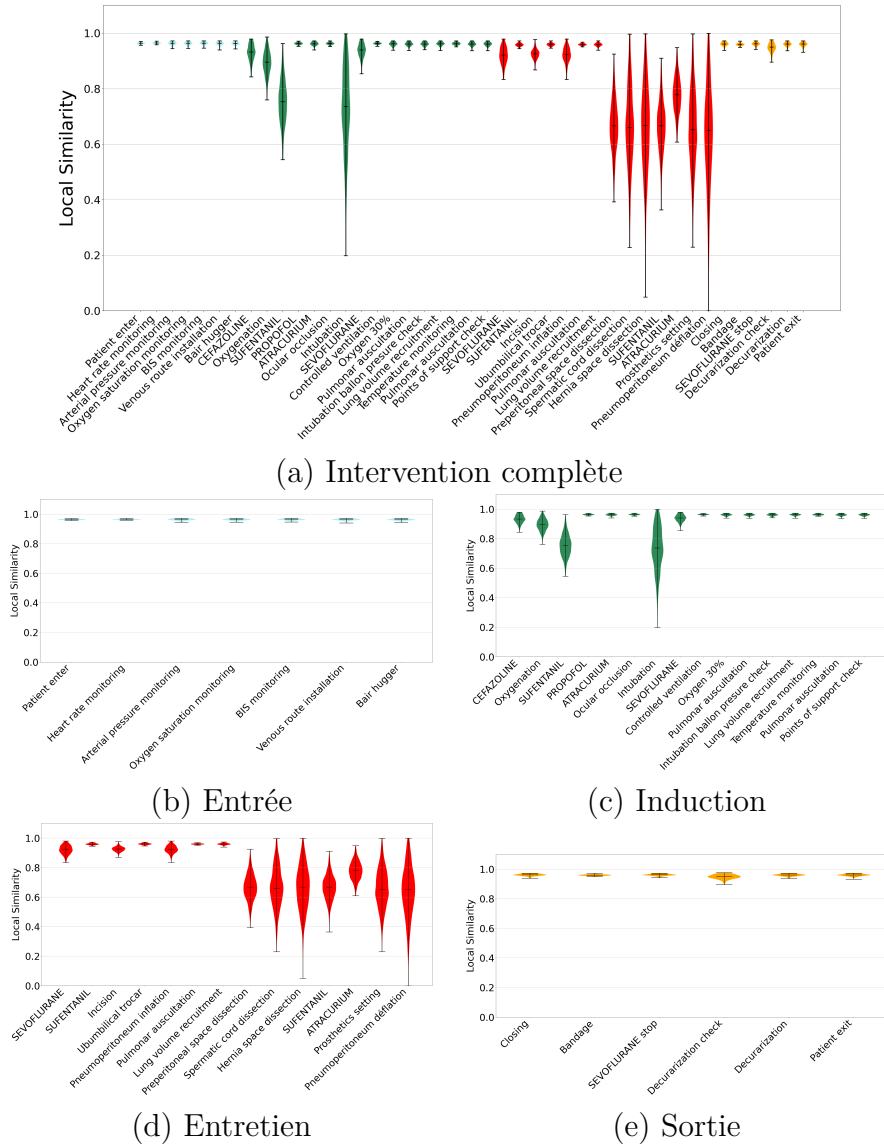 1.0
0.8
0.6
0.4
0.2
0.0
Local Similarity
Patient enter
Heart rate monitoring
Arterial pressure monitoring
Oxygen saturation monitoring
BIS monitoring
Venous route installation
Bair hugger
CEFAZOLINE
Oxygenation
SUFENTANIL
PROPOFOL
ATRACURIUM
Ocular occlusion
Intubation
SEVOFLURANE
Controlled ventilation
Oxygen 30%
Pulmonar auscultation
Intubation ballon presure check
Lung volume recruitment
Temperature monitoring
Pulmonar auscultation
Points of support check
SEVOFLURANE
SUFENTANIL
Incision
Ubumbilical trocar
Pneumoperitoneum inflation
Pulmonar auscultation
Lung volume recruitment
Preperitoneal space dissection
Spermatic cord dissection
Hernia space dissection
SUFENTANIL
ATRACURIUM
Prosthetics setting
Pneumoperitoneum déflation
Closing
Bandage
SEVOFLURANE stop
Decurarization check
Decurarization
Patient exit
(a) Intervention complète
1.0
0.8
0.6
0.4
0.2
0.0
Local Similarity
Patient enter
Heart rate monitoring
Arterial pressure monitoring
Oxygen saturation monitoring
BIS monitoring
Venous route installation
Bair hugger
(b) Entrée
1.0
0.8
0.6
0.4
0.2
0.0
Local Similarity
CEFAZOLINE
Oxygenation
SUFENTANIL
PROPOFOL
ATRACURIUM
Ocular occlusion
Intubation
SEVOFLURANE
Controlled ventilation
Oxygen 30%
Pulmonar auscultation
Intubation ballon presure check
Lung volume recruitment
Temperature monitoring
Pulmonar auscultation
Points of support check
(c) Induction
1.0
0.8
0.6
0.4
0.2
0.0
Local Similarity
SEVOFLURANE
SUFENTANIL
Incision
Ubumbilical trocar
Pneumoperitoneum inflation
Pulmonar auscultation
Lung volume recruitment
Preperitoneal space dissection
Spermatic cord dissection
Hernia space dissection
SUFENTANIL
ATRACURIUM
Prosthetics setting
Pneumoperitoneum déflation
(d) Entretien
1.0
0.8
0.6
0.4
0.2
0.0
Local Similarity
Closing
Bandage
SEVOFLURANE stop
Decurarization check
Decurarization
Patient exit
(e) Sortie